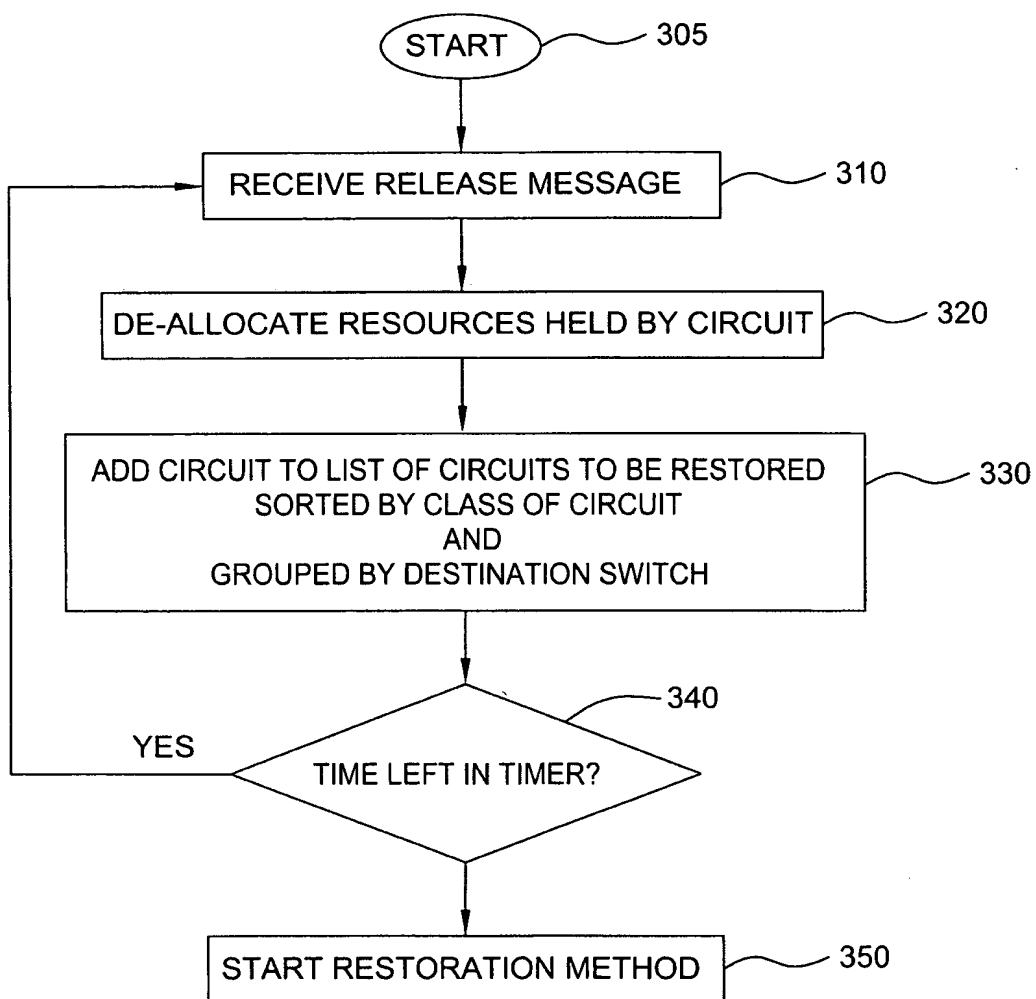 START
305
RECEIVE RELEASE MESSAGE
310
DE-ALLOCATE RESOURCES HELD BY CIRCUIT
320
ADD CIRCUIT TO LIST OF CIRCUITS TO BE RESTORED
SORTED BY CLASS OF CIRCUIT
AND
GROUPED BY DESTINATION SWITCH
330
340
YES
TIME LEFT IN TIMER?
START RESTORATION METHOD
350